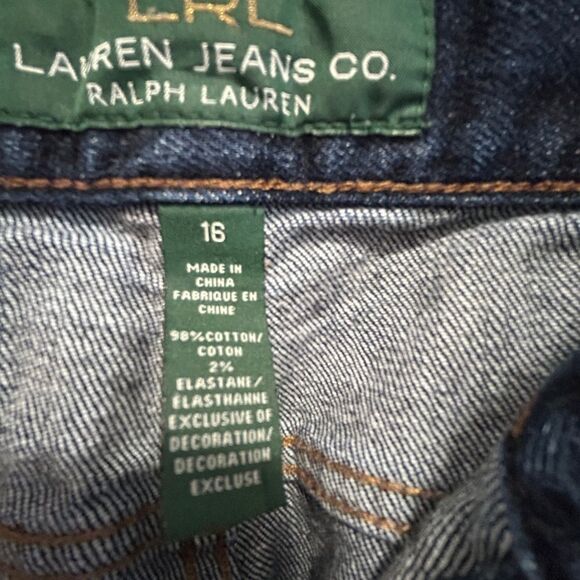 LRL
LAUREN JEANS CO.
RALPH LAUREN
16
MADE IN
CHINA
FABRIQUE EN
CHINE
98%COTTON/
COTON
2%
ELASTANE/
ELASTHANNE
EXCLUSIVE OF
DECORATION/
DECORATION
EXCLUSE